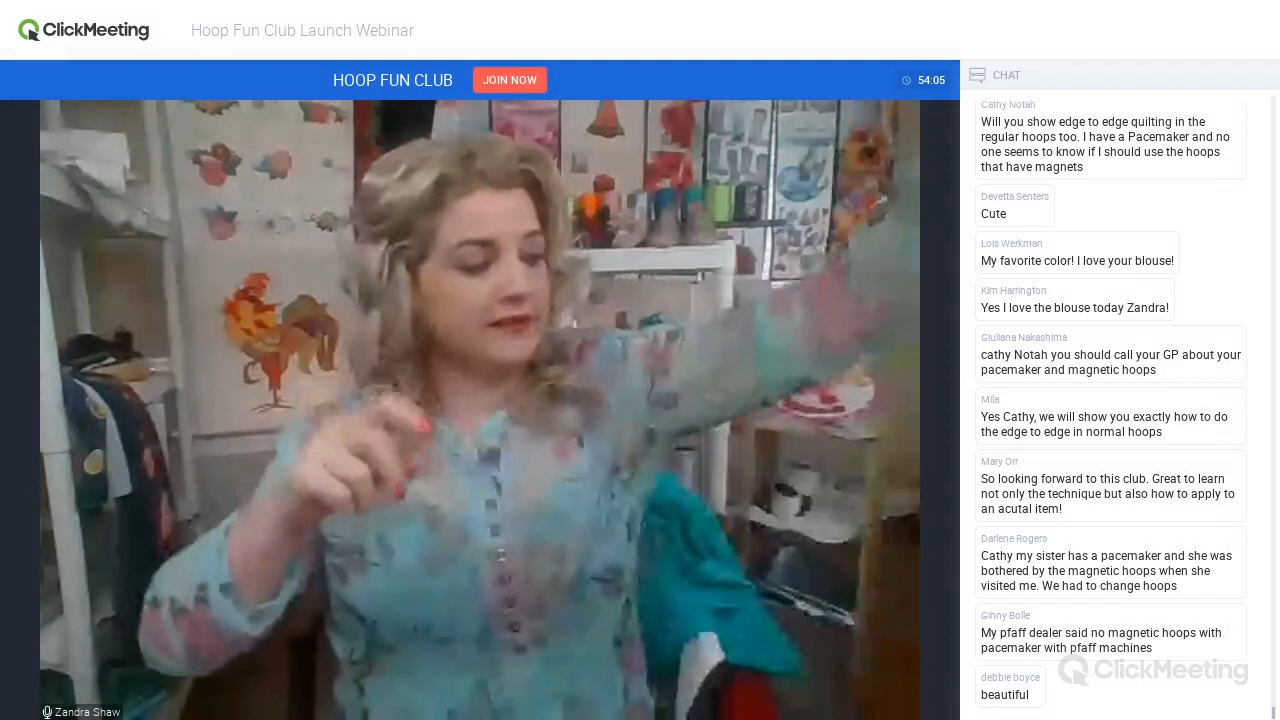 ClickMeeting
Hoop Fun Club Launch Webinar
HOOP FUN CLUB
JOIN NOW
54:05
CHAT
Cathy Notah
Will you show edge to edge quilting in the
regular hoops too. I have a Pacemaker and no
one seems to know if I should use the hoops
that have magnets
Devetta Senters
Cute
Lois Werkman
My favorite color! I love your blouse!
Kim Harrington
Yes I love the blouse today Zandra!
Giuliana Nakashima
cathy Notah you should call your GP about your
pacemaker and magnetic hoops
Mila
Yes Cathy, we will show you exactly how to do
the edge to edge in normal hoops
Mary Orr
So looking forward to this club. Great to learn
not only the technique but also how to apply to
an acutal item!
Darlene Rogers
Cathy my sister has a pacemaker and she was
bothered by the magnetic hoops when she
visited me. We had to change hoops
Ginny Bolle
My pfaff dealer said no magnetic hoops with
pacemaker with pfaff machines
debbie boyce
beautiful
ClickMeeting
Zandra Shaw